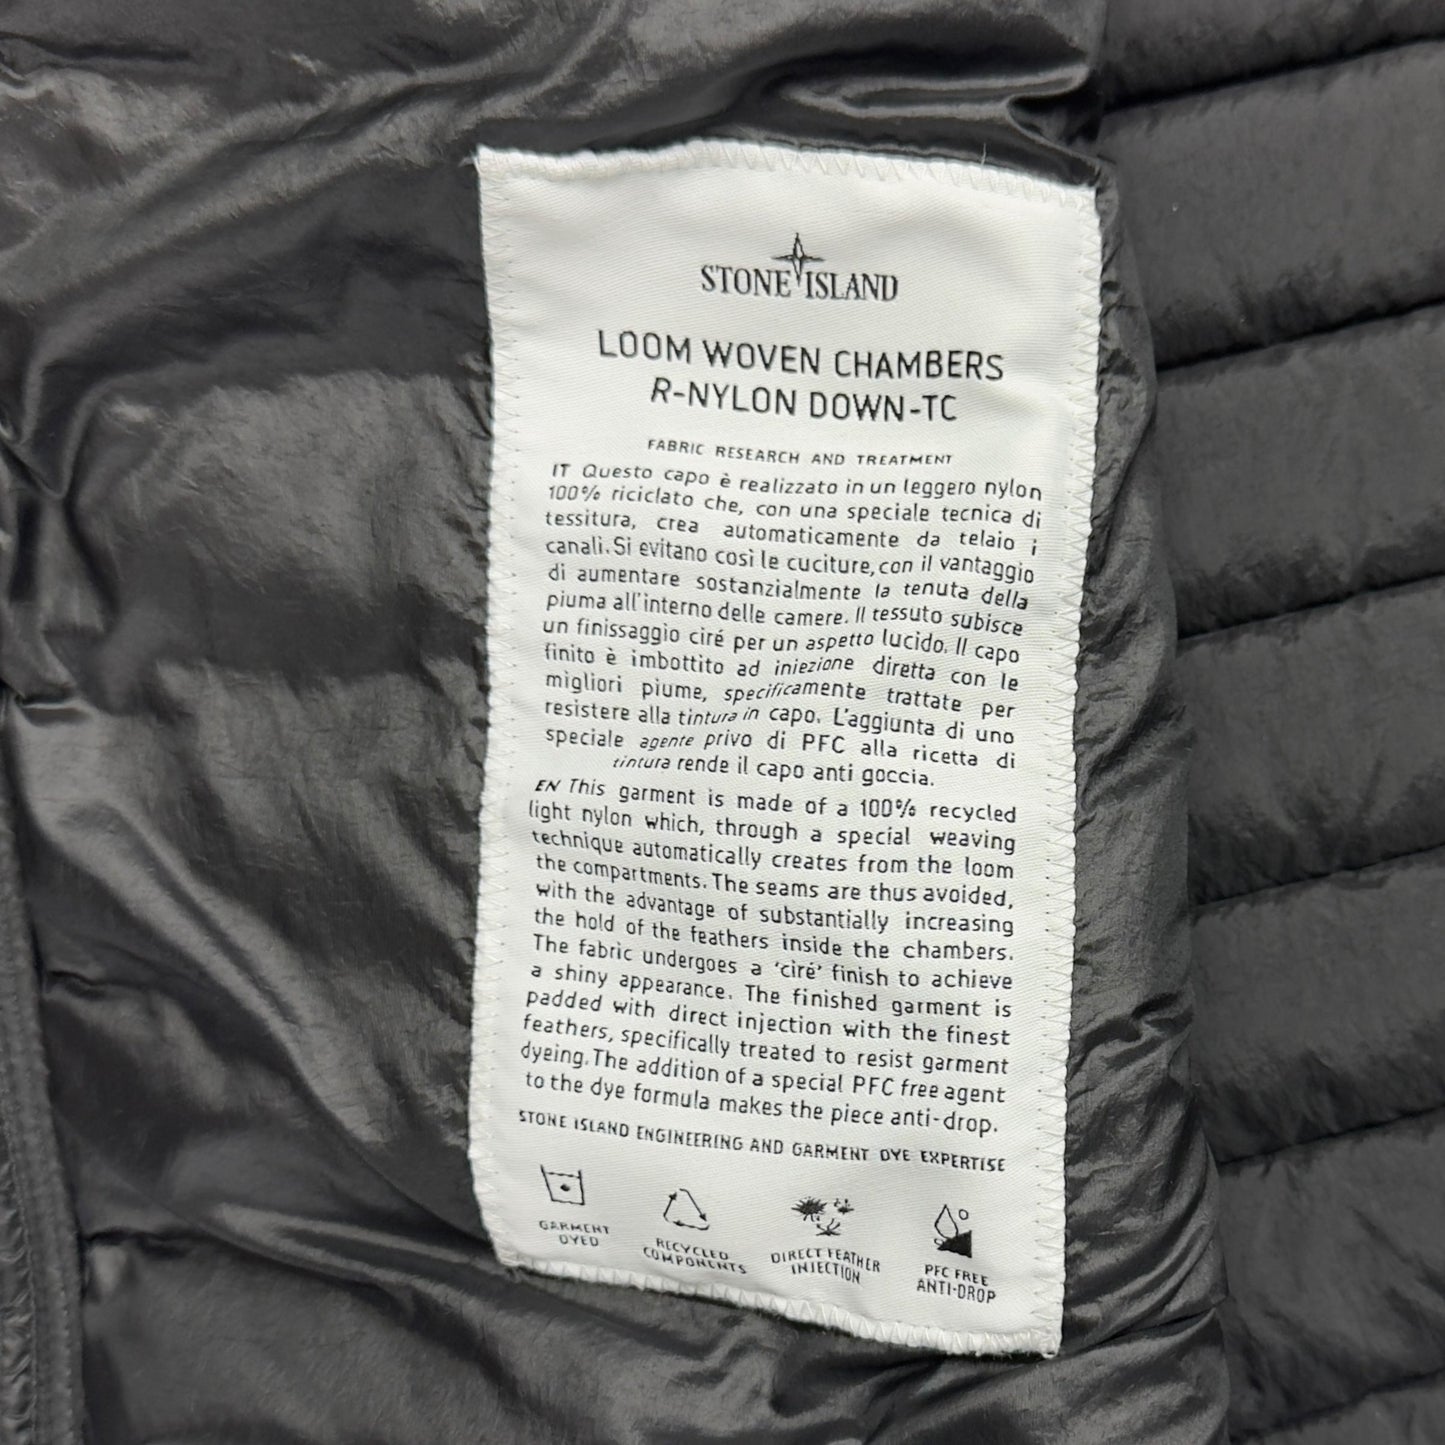 STONE ISLAND
LOOM WOVEN CHAMBERS
R-NYLON DOWN-TC
FABRIC RESEARCH AND TREATMENT
IT Questo capo è realizzato in un leggero nylon
100% riciclato che, con una speciale tecnica di
tessitura, crea automaticamente da telaio i
canali. Si evitano così le cuciture, con il vantaggio
di aumentare sostanzialmente la tenuta della
piuma all'interno delle camere. Il tessuto subisce
un finissaggio ciré per un aspetto lucido. Il capo
finito è imbottito ad iniezione diretta con le
migliori piume, specificamente trattate per
resistere alla tintura in capo. L'aggiunta di uno
speciale agente privo di PFC alla ricetta di
tintura rende il capo anti goccia.
EN This garment is made of a 100% recycled
light nylon which, through a special weaving
technique automatically creates from the loom
the compartments. The seams are thus avoided,
with the advantage of substantially increasing
the hold of the feathers inside the chambers.
The fabric undergoes a 'ciré' finish to achieve
a shiny appearance. The finished garment is
padded with direct injection with the finest
feathers, specifically treated to resist garment
dyeing. The addition of a special PFC free agent
to the dye formula makes the piece anti-drop.
STONE ISLAND ENGINEERING AND GARMENT DYE EXPERTISE
GARMENT
DYED
RECYCLED
COMPONENTS
DIRECT FEATHER
INJECTION
PFC FREE
ANTI-DROP